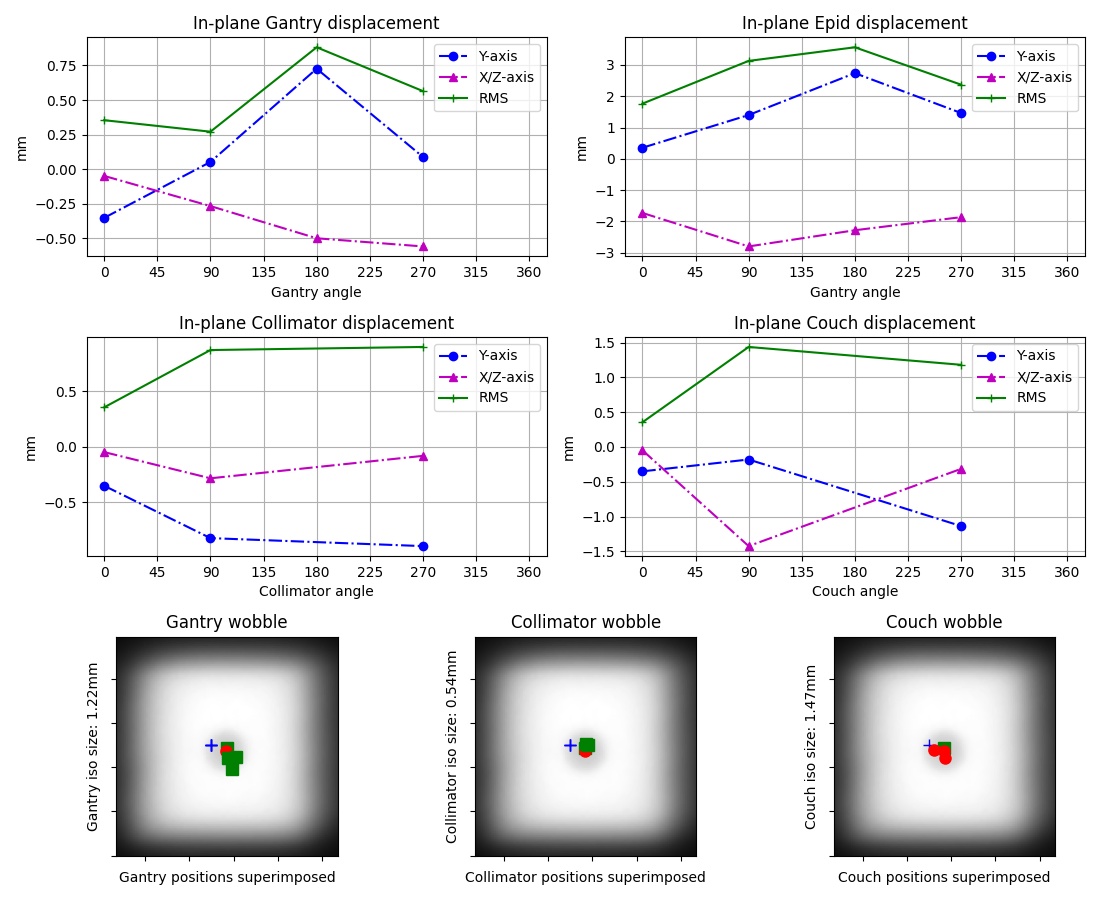 In-plane Gantry displacement
In-plane Epid displacement
0.75
0.50
0.25
0.00
−0.25
−0.50
mm
Y-axis
X/Z-axis
RMS
0 45 90 135 180 225 270 315 360
Gantry angle
3
2
1
0
−1
−2
−3
mm
Y-axis
X/Z-axis
RMS
0 45 90 135 180 225 270 315 360
Gantry angle
In-plane Collimator displacement
In-plane Couch displacement
0.5
0.0
−0.5
mm
Y-axis
X/Z-axis
RMS
0 45 90 135 180 225 270 315 360
Collimator angle
1.5
1.0
0.5
0.0
−0.5
−1.0
−1.5
mm
Y-axis
X/Z-axis
RMS
0 45 90 135 180 225 270 315 360
Couch angle
Gantry wobble
Collimator wobble
Couch wobble
Gantry iso size: 1.22mm
Collimator iso size: 0.54mm
Couch iso size: 1.47mm
Gantry positions superimposed
Collimator positions superimposed
Couch positions superimposed